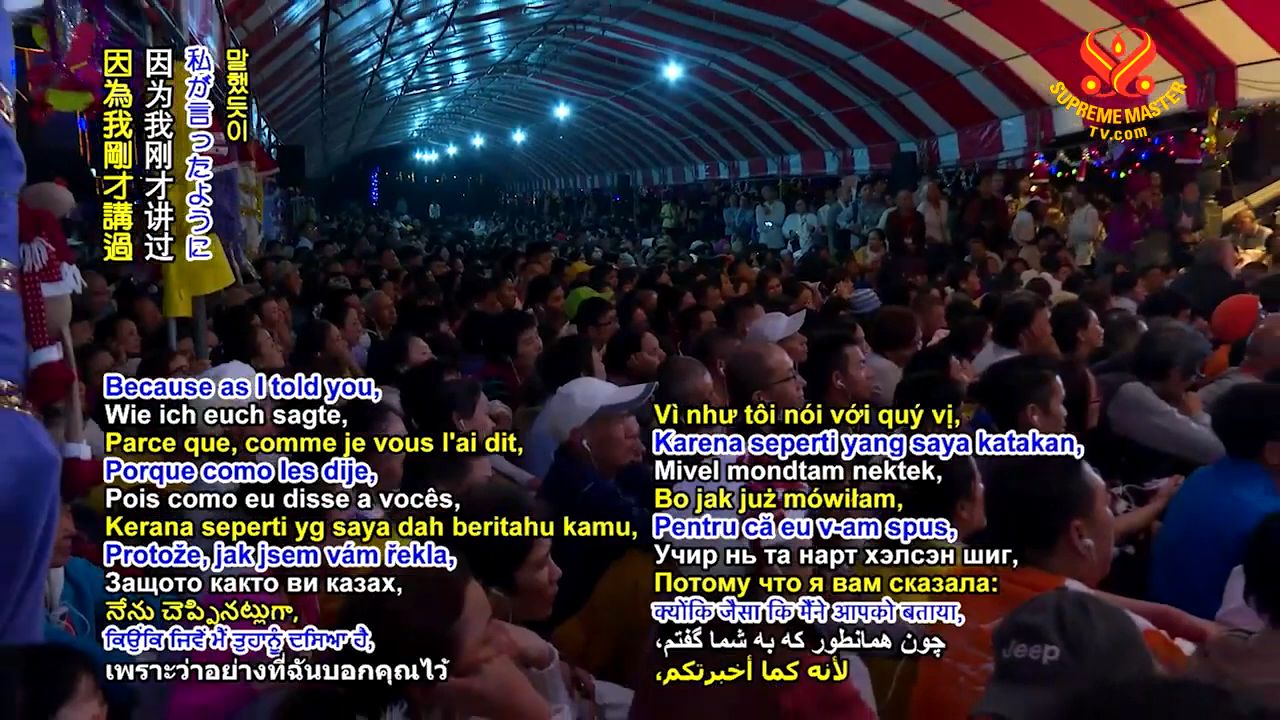 말했듯이
私が言ったように
因为我刚才讲过
因為我剛才講過
SUPREME MASTER
TV.com
Because as I told you,
Wie ich euch sagte,
Parce que, comme je vous l'ai dit,
Porque como les dije,
Pois como eu disse a vocês,
Kerana seperti yg saya dah beritahu kamu,
Protože, jak jsem vám řekla,
Защото както ви казах,
నేను చెప్పినట్లుగా,
ਕਿਉਂਕਿ ਜਿਵੇਂ ਮੈਂ ਤੁਹਾਨੂੰ ਦਸਿਆ ਹੈ,
เพราะว่าอย่างที่ฉันบอกคุณไว้
Vì như tôi nói với quý vị,
Karena seperti yang saya katakan,
Mivel mondtam nektek,
Bo jak już mówiłam,
Pentru că eu v-am spus,
Учир нь та нарт хэлсэн шиг,
Потому что я вам сказала:
क्योंकि जैसा कि मैंने आपको बताया,
چون همانطور که به شما گفتم،
لأنه كما أخبرتكم،
Jeep